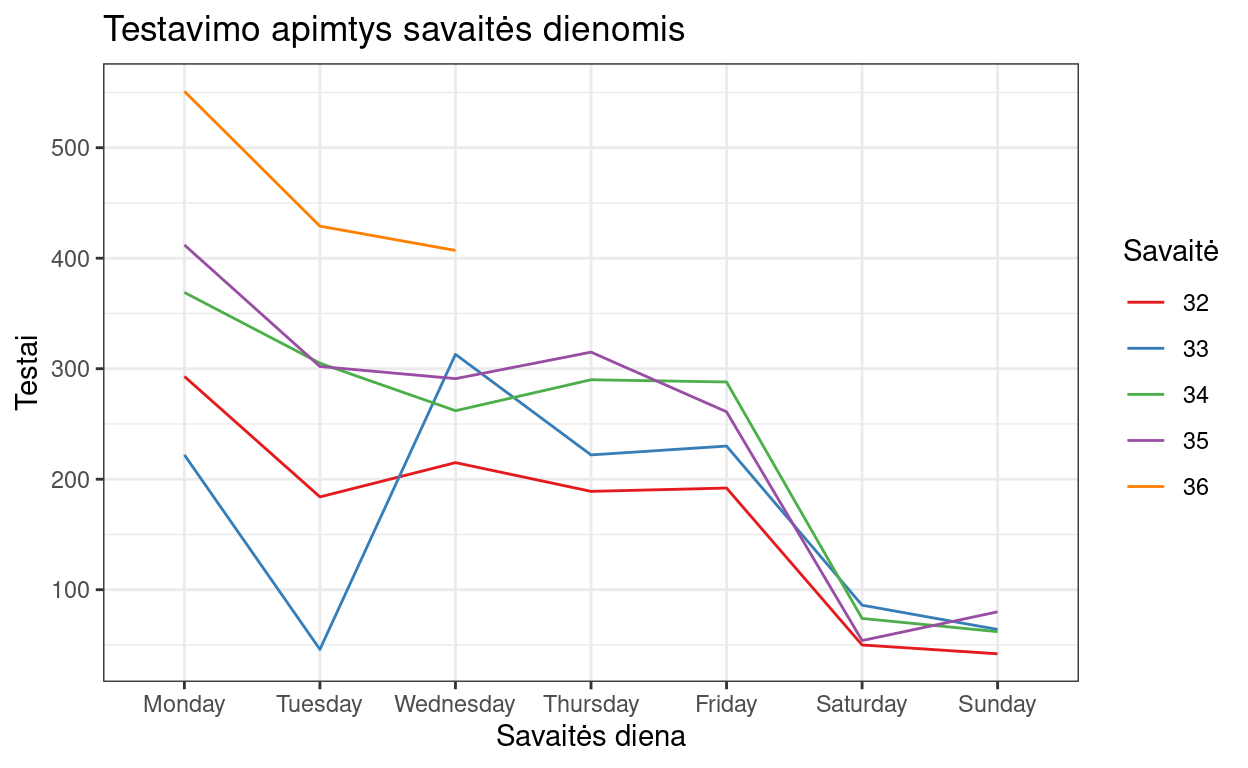 Testavimo apimtys savaitės dienomis
Testai
500
400
300
200
100
Monday Tuesday Wednesday Thursday Friday Saturday Sunday
Savaitės diena
Savaitė
32
33
34
35
36